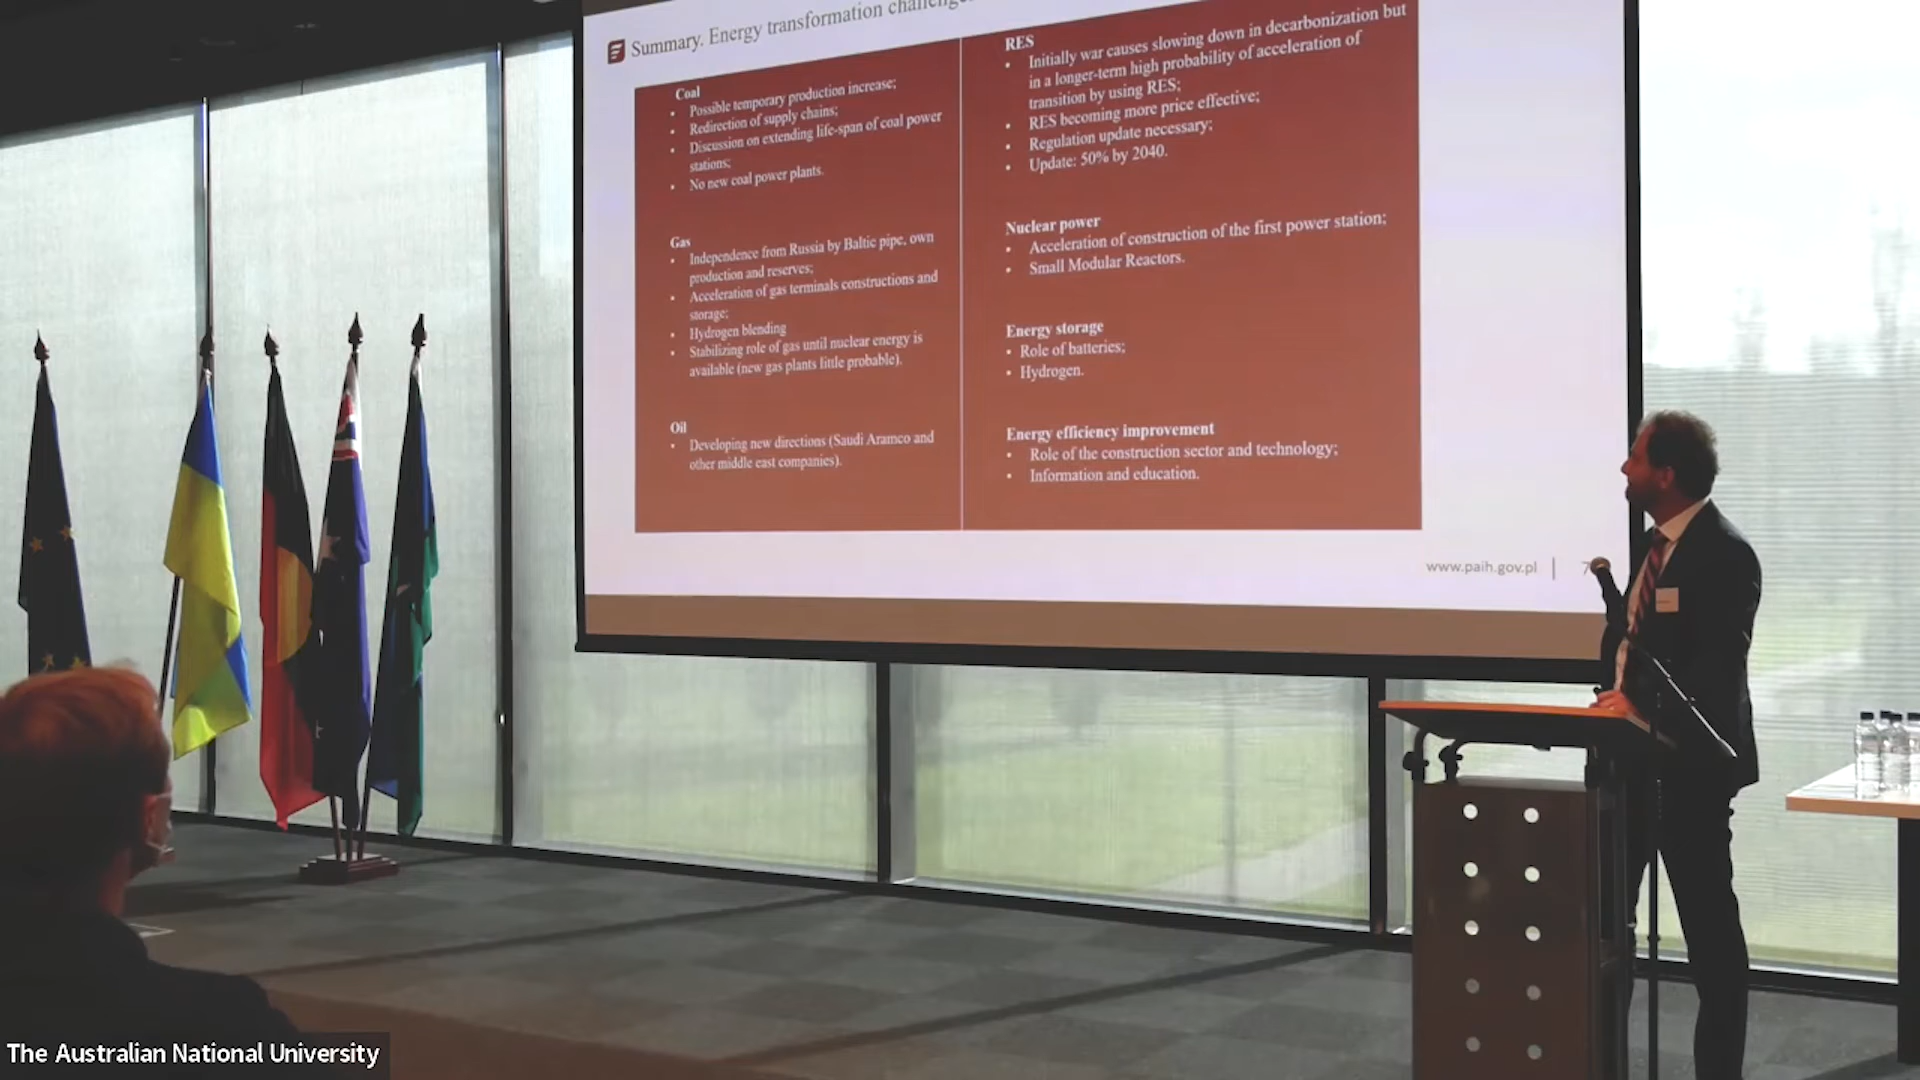 Summary. Energy transformation challenge
Coal
• Possible temporary production increase;
• Redirection of supply chains;
• Discussion on extending life-span of coal power
stations;
• No new coal power plants.
Gas
• Independence from Russia by Baltic pipe, own
production and reserves;
• Acceleration of gas terminals constructions and
storage;
• Hydrogen blending
• Stabilizing role of gas until nuclear energy is
available (new gas plants little probable).
Oil
• Developing new directions (Saudi Aramco and
other middle east companies).
RES
• Initially war causes slowing down in decarbonization but
in a longer-term high probability of acceleration of
transition by using RES;
• RES becoming more price effective;
• Regulation update necessary;
• Update: 50% by 2040.
Nuclear power
• Acceleration of construction of the first power station;
• Small Modular Reactors.
Energy storage
• Role of batteries;
• Hydrogen.
Energy efficiency improvement
• Role of the construction sector and technology;
• Information and education.
www.paih.gov.pl | 7
The Australian National University